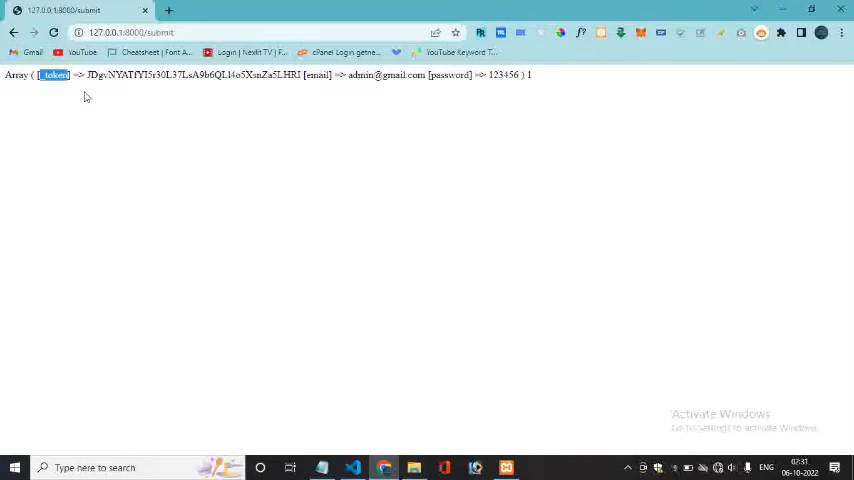 127.0.0.1:8000/submit
127.0.0.1:8000/submit
Gmail YouTube Cheatsheet | Font A... Login | Nexlit TV | F... cPanel Login getne... YouTube Keyword T...
Array ( [_token] => JDgvNYATfYI5r30L37LsA9b6QLl4o5XsnZa5LHRI [email] => admin@gmail.com [password] => 123456 ) 1
Activate Windows
Go to Settings to activate Windows.
Type here to search
ENG
02:31
06-10-2022